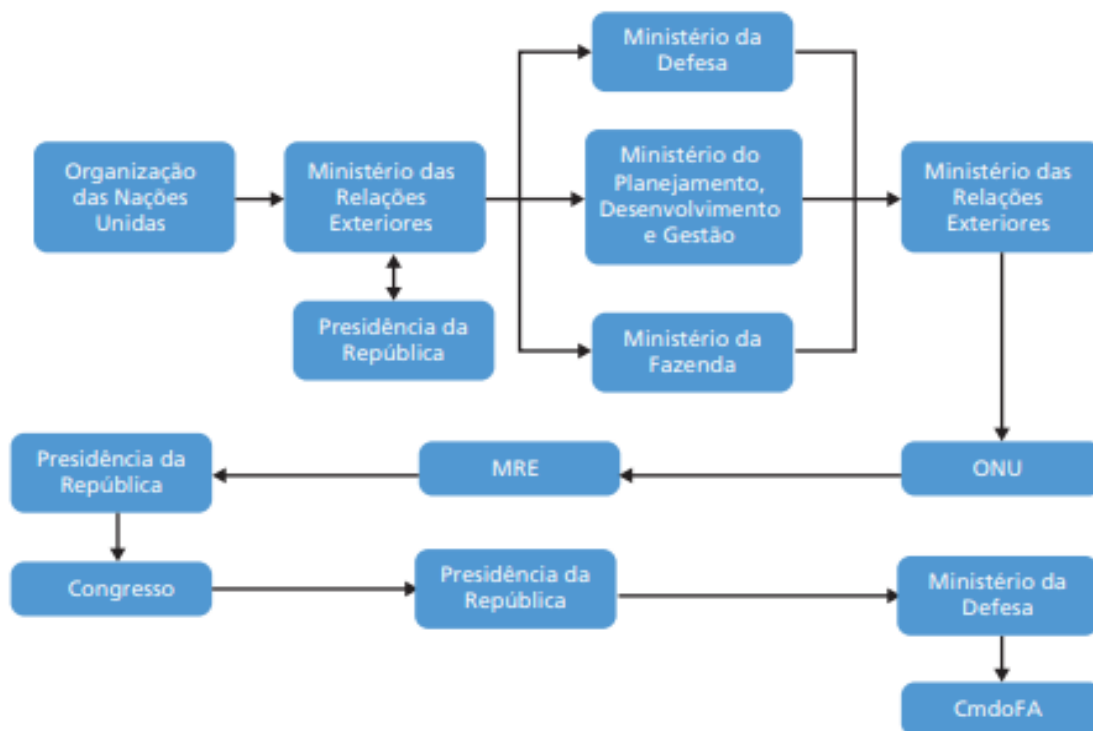 Organização
das Nações
Unidas
Ministério das
Relações
Exteriores
Presidência da
República
Ministério da
Defesa
Ministério do
Planejamento,
Desenvolvimento
e Gestão
Ministério da
Fazenda
Ministério das
Relações
Exteriores
ONU
MRE
Presidência da
República
Congresso
Presidência da
República
Ministério da
Defesa
CmdoFA